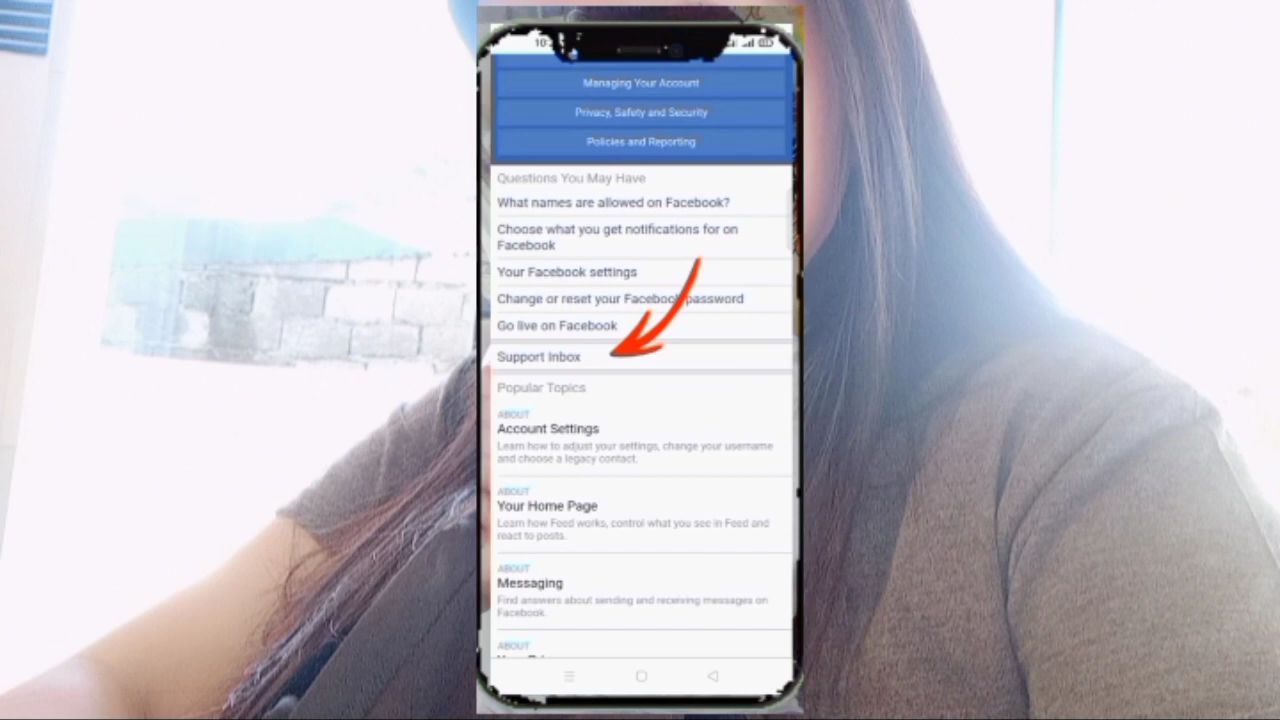 10
Managing Your Account
Privacy, Safety and Security
Policies and Reporting
Questions You May Have
What names are allowed on Facebook?
Choose what you get notifications for on
Facebook
Your Facebook settings
Change or reset your Facebook password
Go live on Facebook
Support Inbox
Popular Topics
ABOUT
Account Settings
Learn how to adjust your settings, change your username
and choose a legacy contact.
ABOUT
Your Home Page
Learn how Feed works, control what you see in Feed and
react to posts.
ABOUT
Messaging
Find answers about sending and receiving messages on
Facebook.
ABOUT